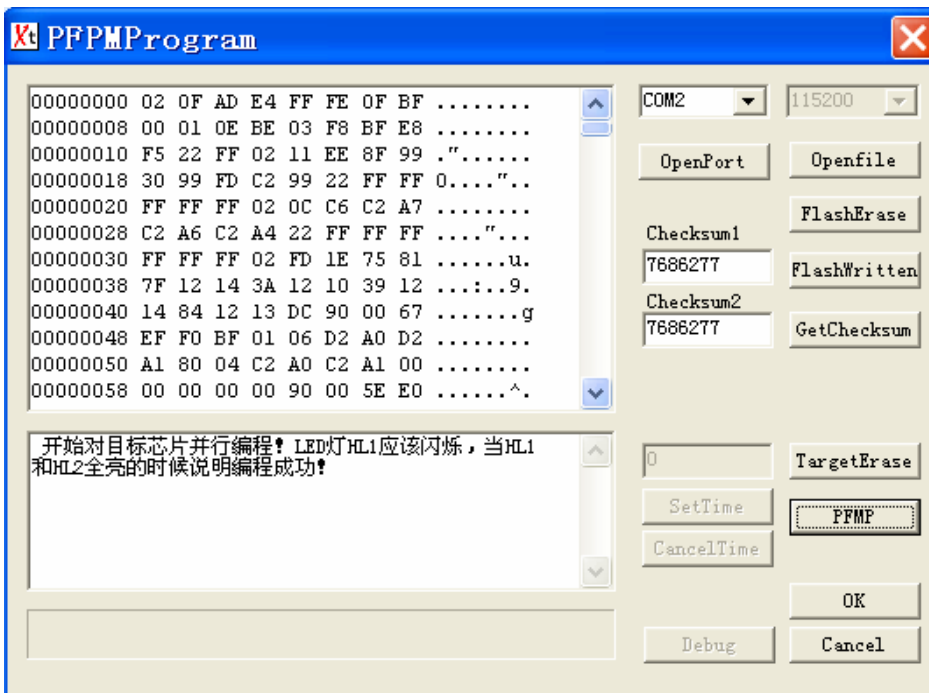 Xt PFPMProgram
00000000 02 0F AD E4 FF FE 0F BF ........
00000008 00 01 0E BE 03 F8 BF E8 ........
00000010 F5 22 FF 02 11 EE 8F 99 ."......
00000018 30 99 FD C2 99 22 FF FF 0...."..
00000020 FF FF FF 02 0C C6 C2 A7 ........
00000028 C2 A6 C2 A4 22 FF FF FF ...."...
00000030 FF FF FF 02 FD 1E 75 81 ......u.
00000038 7F 12 14 3A 12 10 39 12 ...:..9.
00000040 14 84 12 13 DC 90 00 67 .......g
00000048 EF F0 BF 01 06 D2 A0 D2 ........
00000050 A1 80 04 C2 A0 C2 A1 00 ........
00000058 00 00 00 00 90 00 5E E0 ......^.
COM2
115200
OpenPort
Openfile
FlashErase
Checksum1
7686277
FlashWritten
Checksum2
7686277
GetChecksum
开始对目标芯片并行编程！LED灯HL1应该闪烁，当HL1
和HL2全亮的时候说明编程成功！
0
TargetErase
SetTime
PFMP
CancelTime
OK
Debug
Cancel